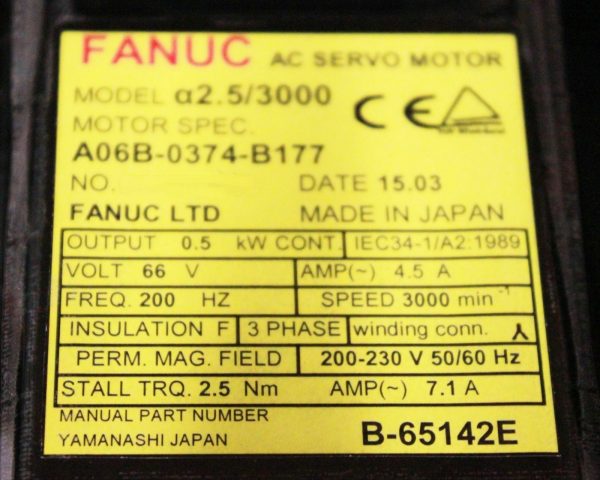 FANUC AC SERVO MOTOR
MODEL α2.5/3000
MOTOR SPEC.
CE
A06B-0374-B177
NO. DATE 15.03
FANUC LTD MADE IN JAPAN
OUTPUT 0.5 kW CONT. IEC34-1/A2:1989
VOLT 66 V AMP(~) 4.5 A
FREQ. 200 HZ SPEED 3000 min⁻¹
INSULATION F 3 PHASE winding conn.
PERM. MAG. FIELD 200-230 V 50/60 Hz
STALL TRQ. 2.5 Nm AMP(~) 7.1 A
MANUAL PART NUMBER
YAMANASHI JAPAN B-65142E